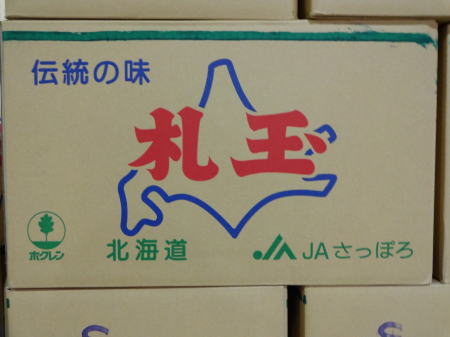 伝統の味
札玉
ホクレン
北海道
JAさっぽろ